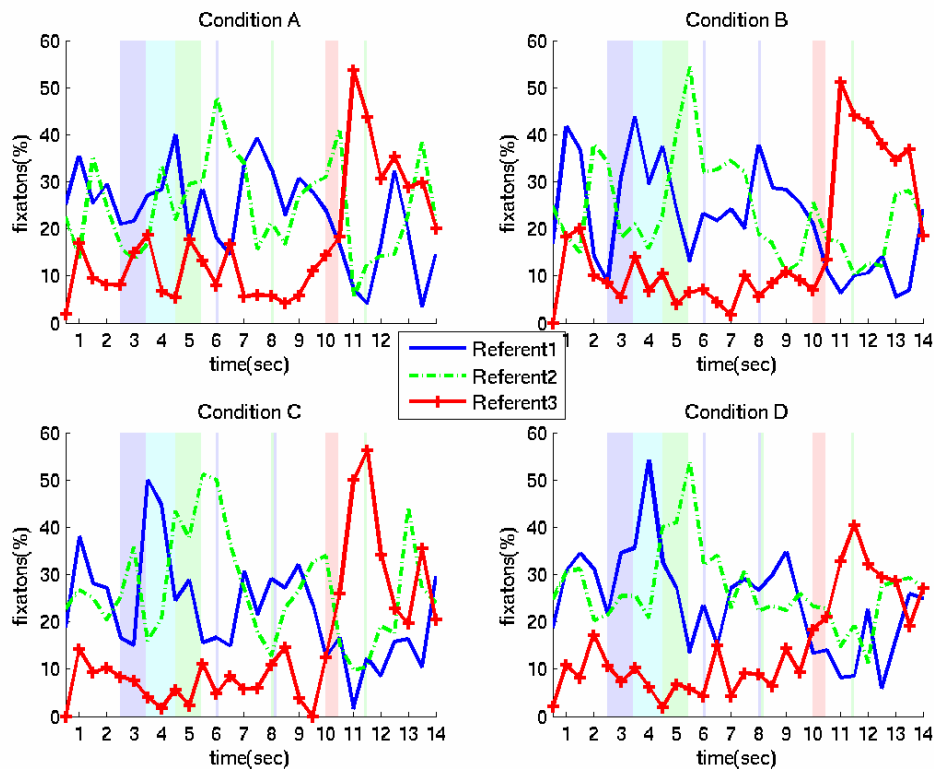 Condition A
60
50
40
30
20
10
0
fixatons(%)
1 2 3 4 5 6 7 8 9 10 11 12 14
time(sec)
Condition B
60
50
40
30
20
10
0
fixatons(%)
1 2 3 4 5 6 7 8 9 10 11 12 13 14
time(sec)
Referent1
Referent2
Referent3
Condition C
60
50
40
30
20
10
0
fixatons(%)
1 2 3 4 5 6 7 8 9 10 11 12 13 14
time(sec)
Condition D
60
50
40
30
20
10
0
fixatons(%)
1 2 3 4 5 6 7 8 9 10 11 12 13 14
time(sec)